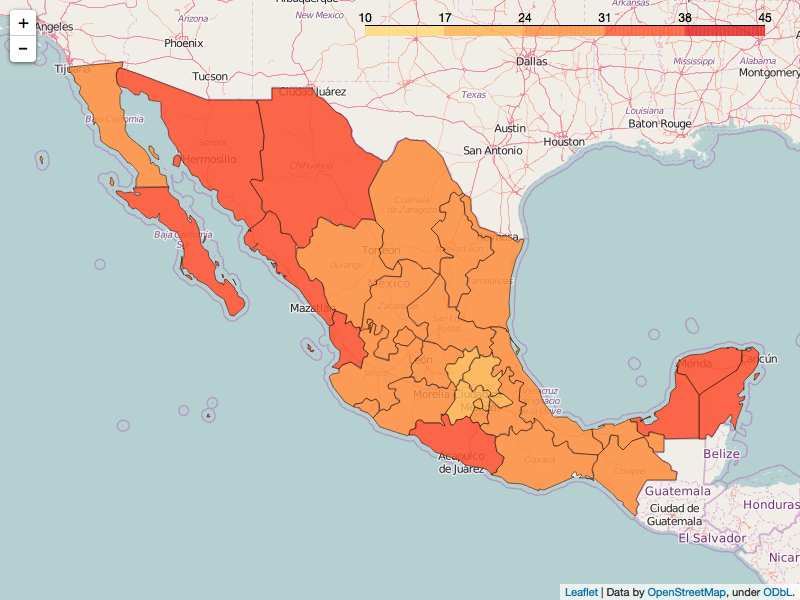 +
−
10
17
24
31
38
45
Arizona
New Mexico
Arkansas
Angeles
Phoenix
Dallas
Mississippi
Alabama
Montgomery
Tijuana
Tucson
Texas
Louisiana
Ciudad Juárez
Baja California
Sonora
Austin
Baton Rouge
Houston
San Antonio
Hermosillo
Chihuahua
Coahuila
de Zaragoza
Baja California
Sur
Reynosa
Torreón
Nuevo León
Durango
México
Tamaulipas
Mazatlán
Zacatecas
San Luis
Potosí
León
Jalisco
Mérida
Cancún
Morelia
Ciudad de
México
Veracruz
de Ignacio
de la Llave
Acapulco
de Juárez
Oaxaca
Chiapas
Belize
Guatemala
Ciudad de
Guatemala
Honduras
El Salvador
Nicar
Leaflet | Data by OpenStreetMap, under ODbL.